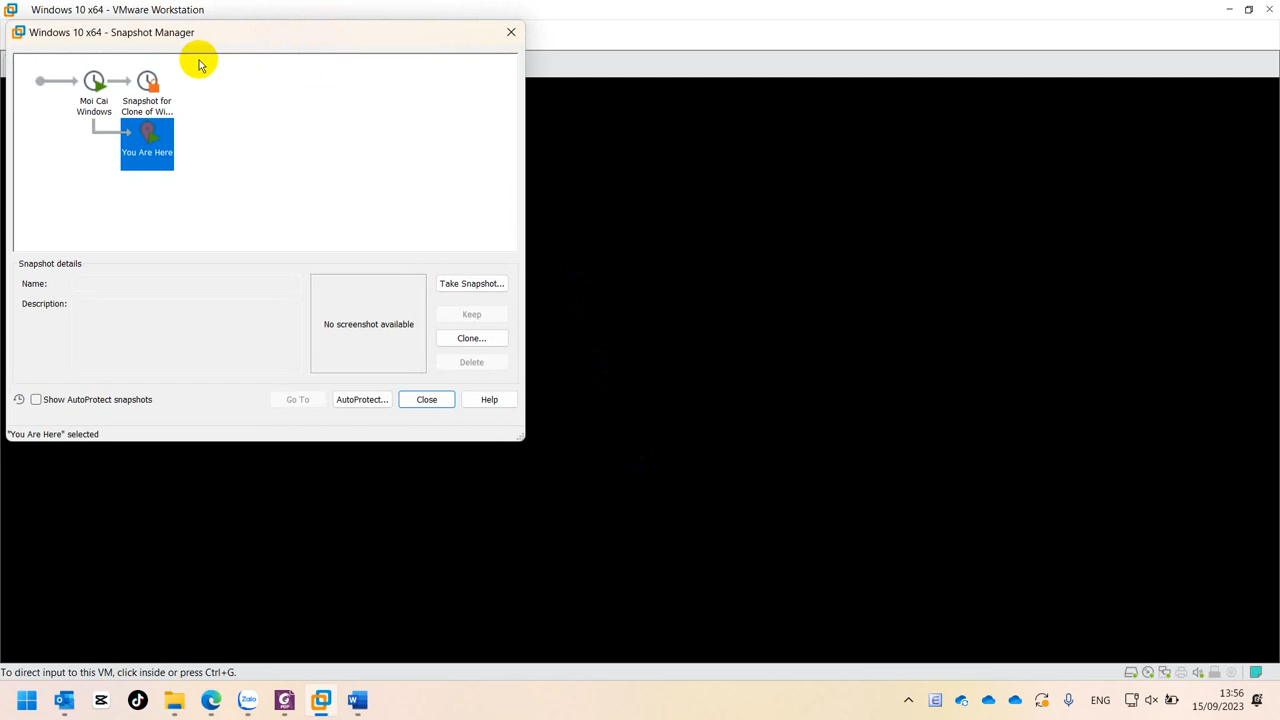 Windows 10 x64 - VMware Workstation
Windows 10 x64 - Snapshot Manager
Moi Cai
Windows
Snapshot for
Clone of Wi...
You Are Here
Snapshot details
Name:
Description:
No screenshot available
Take Snapshot...
Keep
Clone...
Delete
Show AutoProtect snapshots
Go To
AutoProtect...
Close
Help
"You Are Here" selected
To direct input to this VM, click inside or press Ctrl+G.
Zalo
PDF
ENG
13:56
15/09/2023